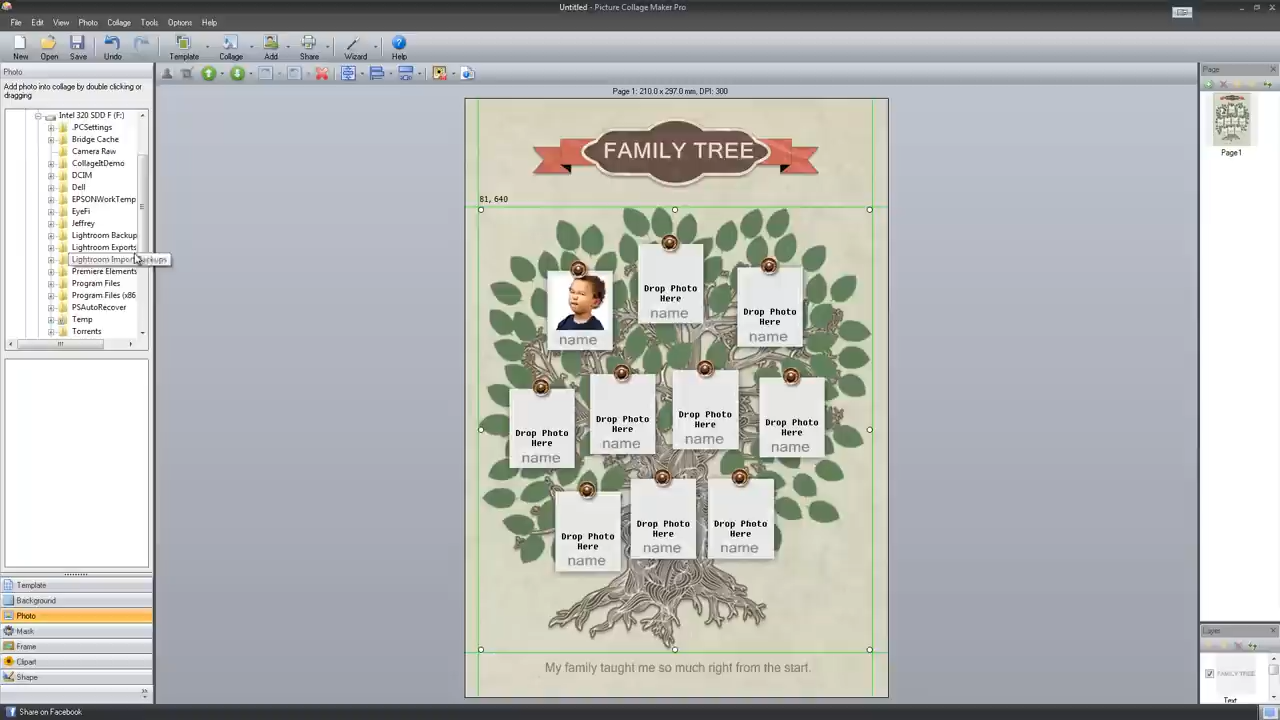 Untitled - Picture Collage Maker Pro
File Edit View Photo Collage Tools Options Help
New Open Save Undo Template Collage Add Share Wizard Help
Photo
Add photo into collage by double clicking or
dragging
Intel 320 SDD F (F:)
.PCSettings
Bridge Cache
Camera Raw
CollageItDemo
DCIM
Dell
EPSONWorkTemp
EyeFi
Jeffrey
Lightroom Backup
Lightroom Exports
Lightroom Import Backups
Premiere Elements
Program Files
Program Files (x86
PSAutoRecover
Temp
Torrents
Template
Background
Photo
Mask
Frame
Clipart
Shape
Share on Facebook
Page 1: 210.0 x 297.0 mm, DPI: 300
FAMILY TREE
81, 640
name
Drop Photo
Here
name
Drop Photo
Here
name
Drop Photo
Here
name
Drop Photo
Here
name
Drop Photo
Here
name
Drop Photo
Here
name
Drop Photo
Here
name
Drop Photo
Here
name
Drop Photo
Here
name
My family taught me so much right from the start.
Page
Page1
Layer
FAMILY TREE
Text